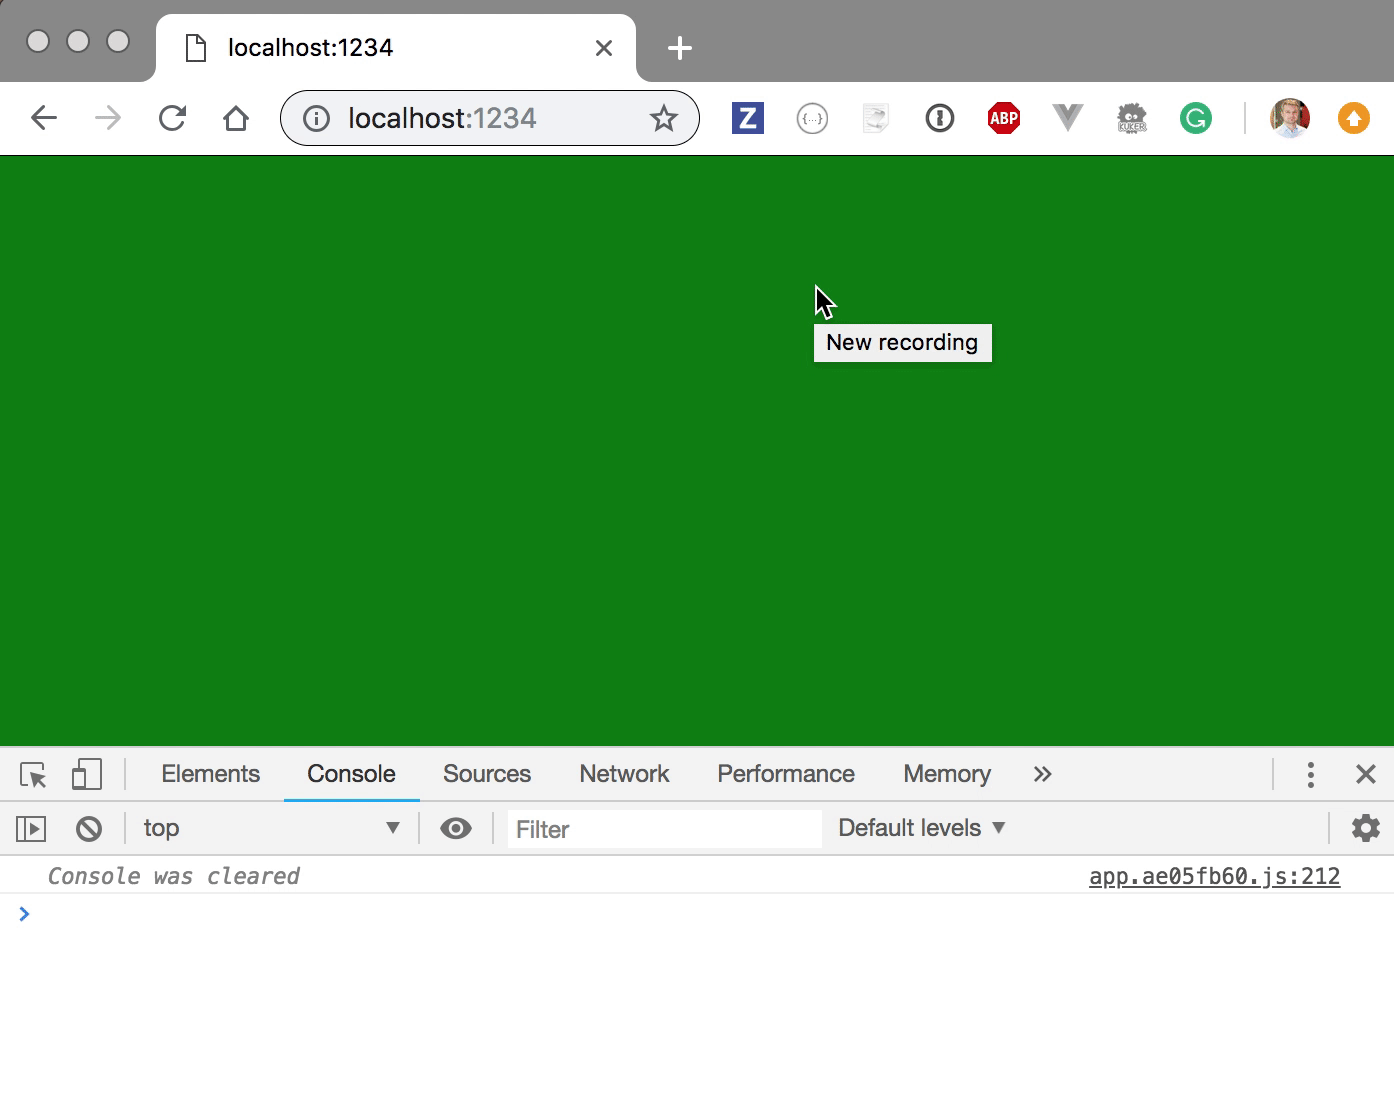 localhost:1234
localhost:1234
Z
{...}
ABP
KUKER
G
New recording
Elements Console Sources Network Performance Memory
top Filter Default levels
Console was cleared app.ae05fb60.js:212